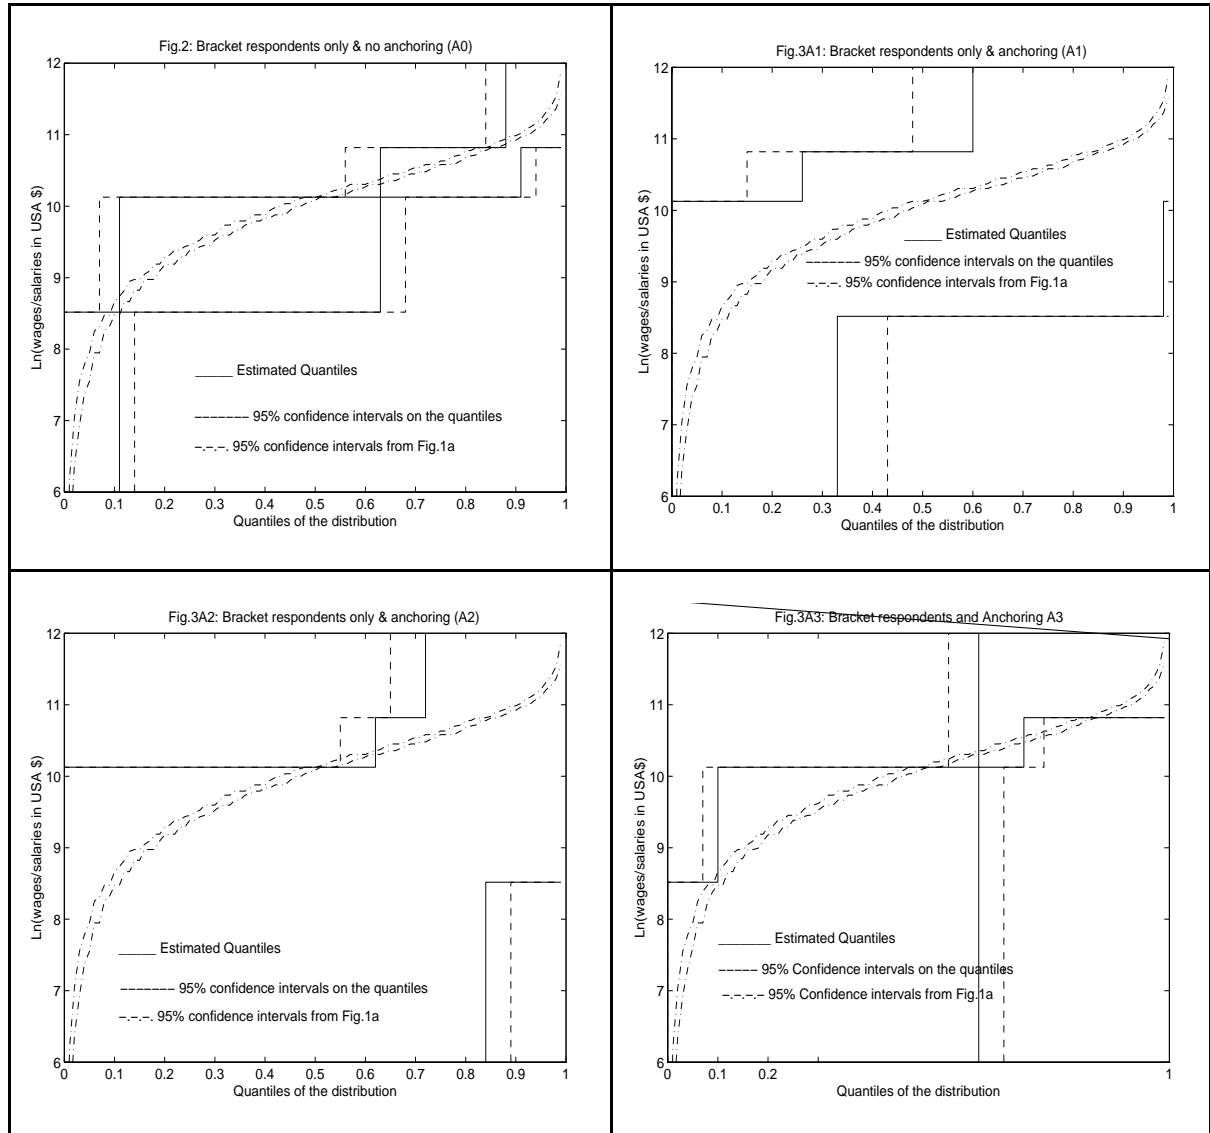 Fig.2: Bracket respondents only & no anchoring (A0)
12
11
10
9
8
7
6
Ln(wages/salaries in USA $)
_____ Estimated Quantiles
------- 95% confidence intervals on the quantiles
-.-.-. 95% confidence intervals from Fig.1a
0 0.1 0.2 0.3 0.4 0.5 0.6 0.7 0.8 0.9 1
Quantiles of the distribution
Fig.3A1: Bracket respondents only & anchoring (A1)
12
11
10
9
8
7
6
Ln(wages/salaries in USA $)
_____ Estimated Quantiles
------- 95% confidence intervals on the quantiles
-.-.-. 95% confidence intervals from Fig.1a
0 0.1 0.2 0.3 0.4 0.5 0.6 0.7 0.8 0.9 1
Quantiles of the distribution
Fig.3A2: Bracket respondents only & anchoring (A2)
12
11
10
9
8
7
6
Ln(wages/salaries in USA $)
_____ Estimated Quantiles
------- 95% confidence intervals on the quantiles
-.-.-. 95% confidence intervals from Fig.1a
0 0.1 0.2 0.3 0.4 0.5 0.6 0.7 0.8 0.9 1
Quantiles of the distribution
Fig.3A3: Bracket respondents and Anchoring A3
12
11
10
9
8
7
6
Ln(wages/salaries in USA$)
_______ Estimated Quantiles
----- 95% Confidence intervals on the quantiles
-.-.-.- 95% Confidence intervals from Fig.1a
0 0.1 0.2 1
Quantiles of the distribution